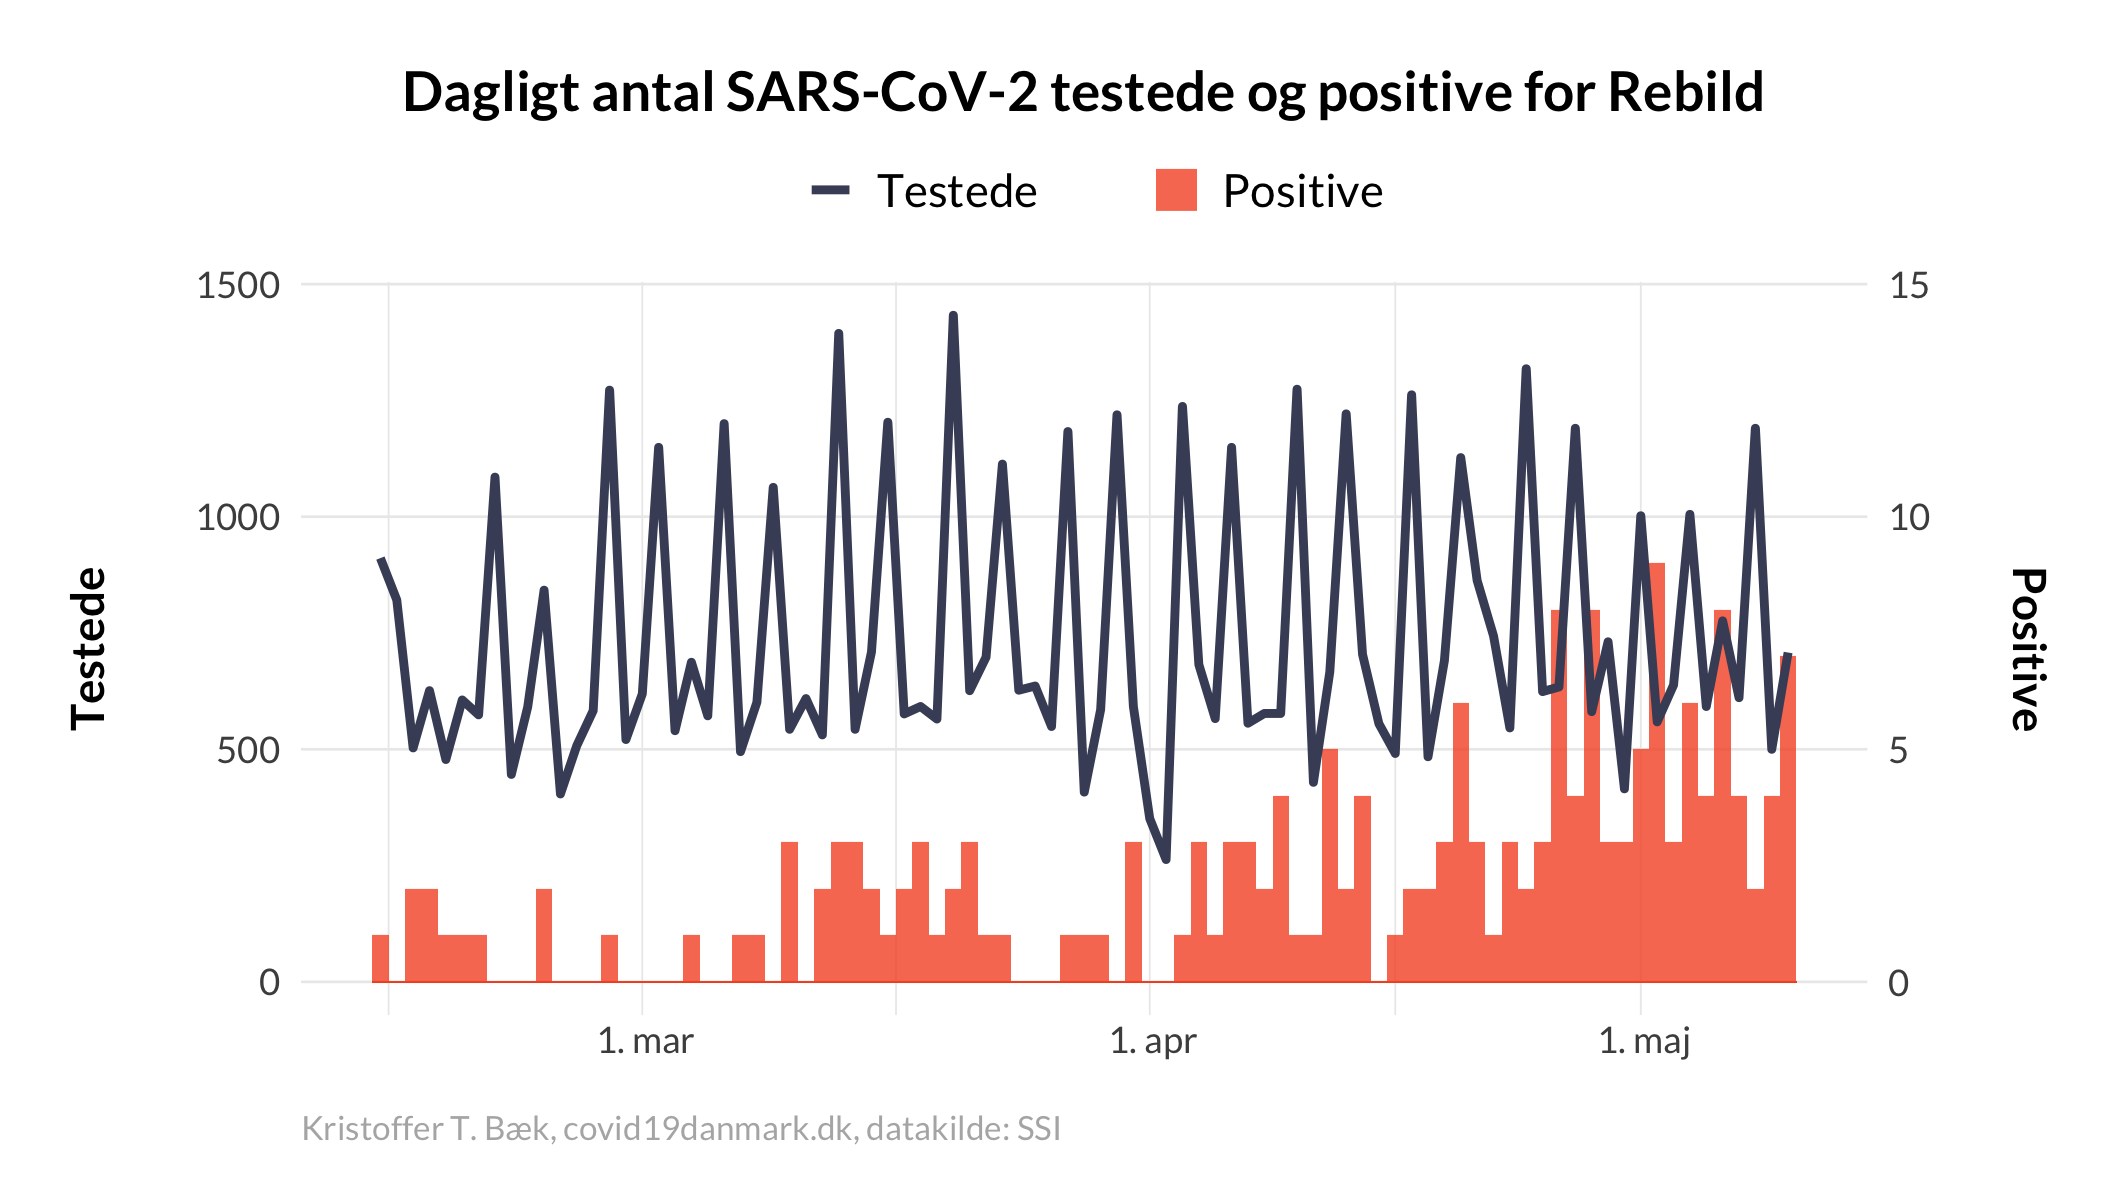 Dagligt antal SARS-CoV-2 testede og positive for Rebild
Testede
Positive
1500
1000
500
0
Testede
15
10
5
0
Positive
1. mar
1. apr
1. maj
Kristoffer T. Bæk, covid19danmark.dk, datakilde: SSI